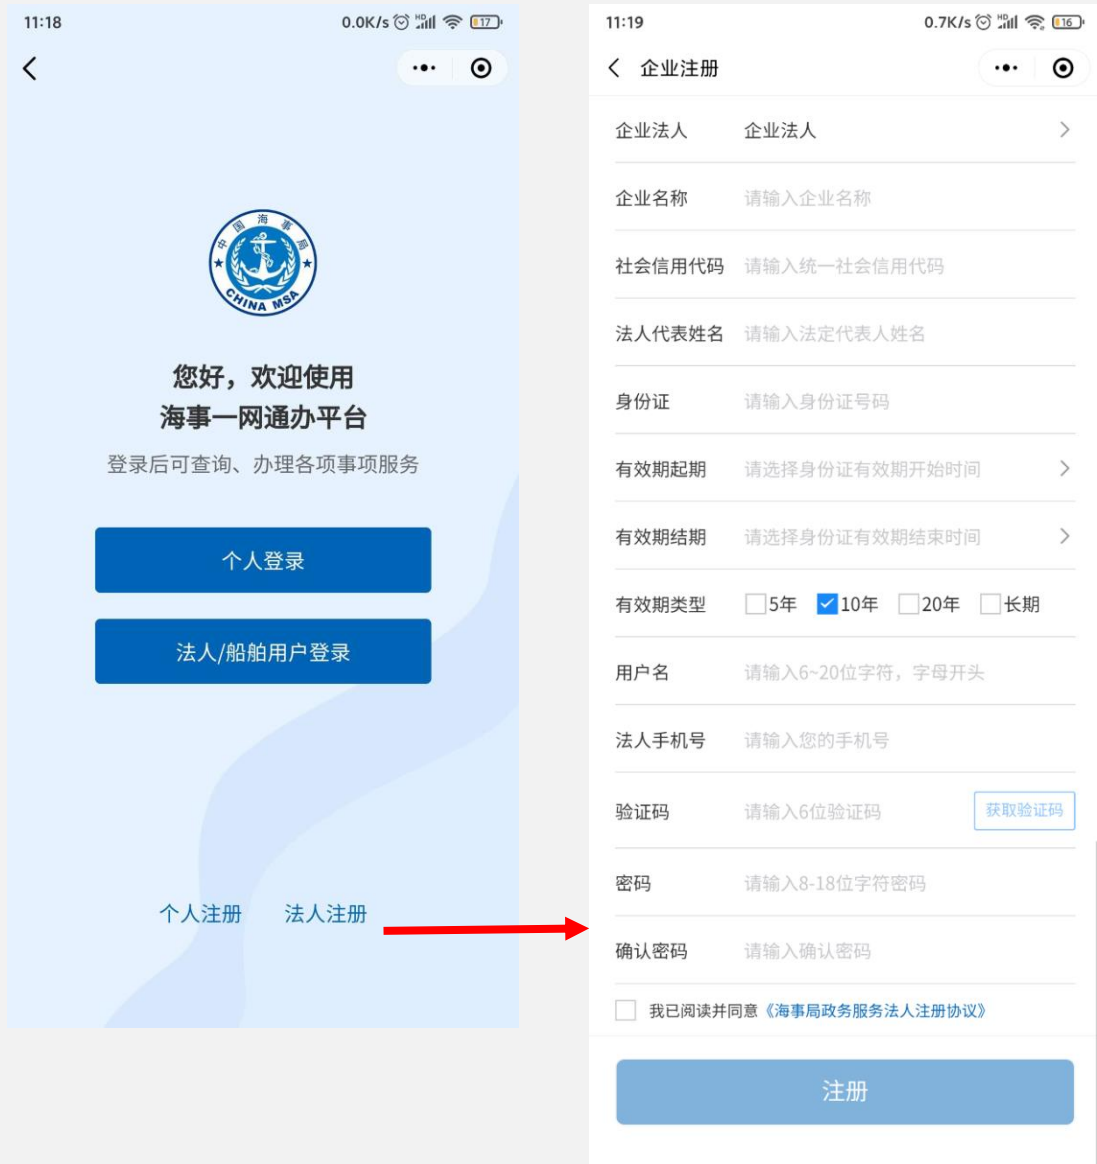 11:18
0.0K/s HD 17
中国海事局
CHINA MSA
您好，欢迎使用
海事一网通办平台
登录后可查询、办理各项事项服务
个人登录
法人/船舶用户登录
个人注册 法人注册
11:19
0.7K/s HD 16
企业注册
企业法人 企业法人
企业名称 请输入企业名称
社会信用代码 请输入统一社会信用代码
法人代表姓名 请输入法定代表人姓名
身份证 请输入身份证号码
有效期起期 请选择身份证有效期开始时间
有效期结期 请选择身份证有效期结束时间
有效期类型 5年 10年 20年 长期
用户名 请输入6~20位字符，字母开头
法人手机号 请输入您的手机号
验证码 请输入6位验证码 获取验证码
密码 请输入8-18位字符密码
确认密码 请输入确认密码
我已阅读并同意《海事局政务服务法人注册协议》
注册